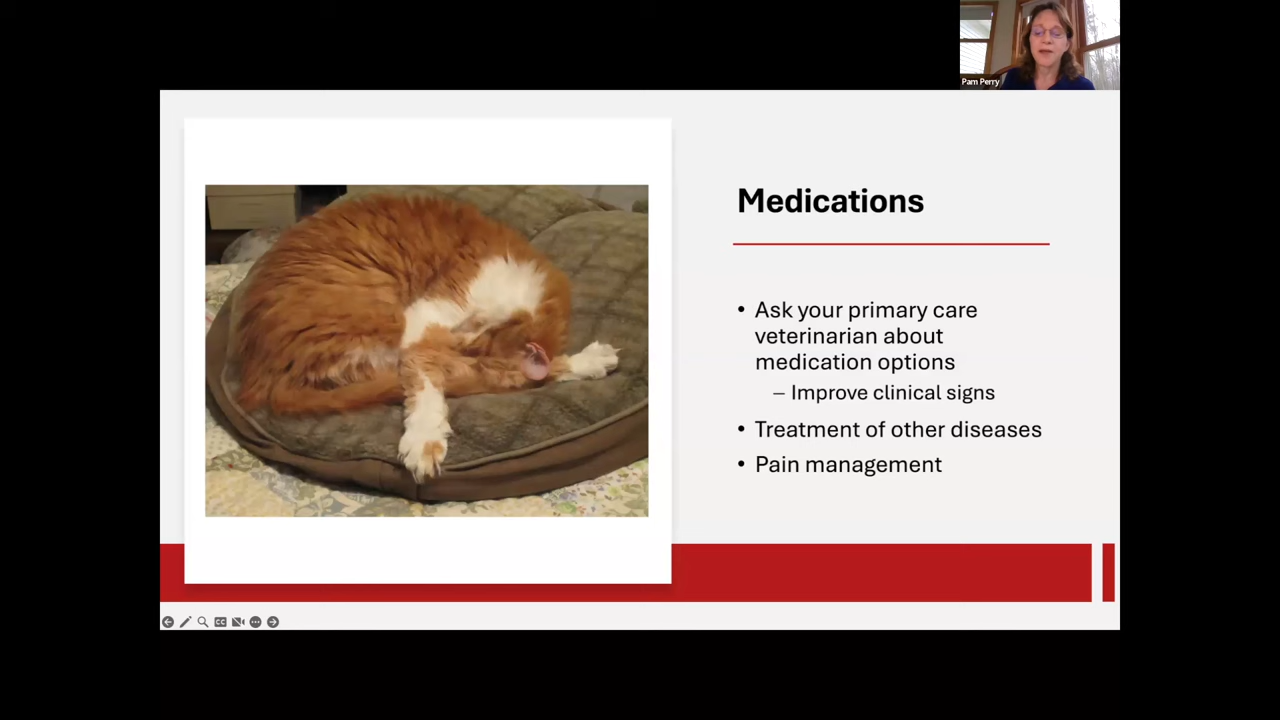 Pam Perry
Medications
• Ask your primary care
veterinarian about
medication options
– Improve clinical signs
• Treatment of other diseases
• Pain management
CC